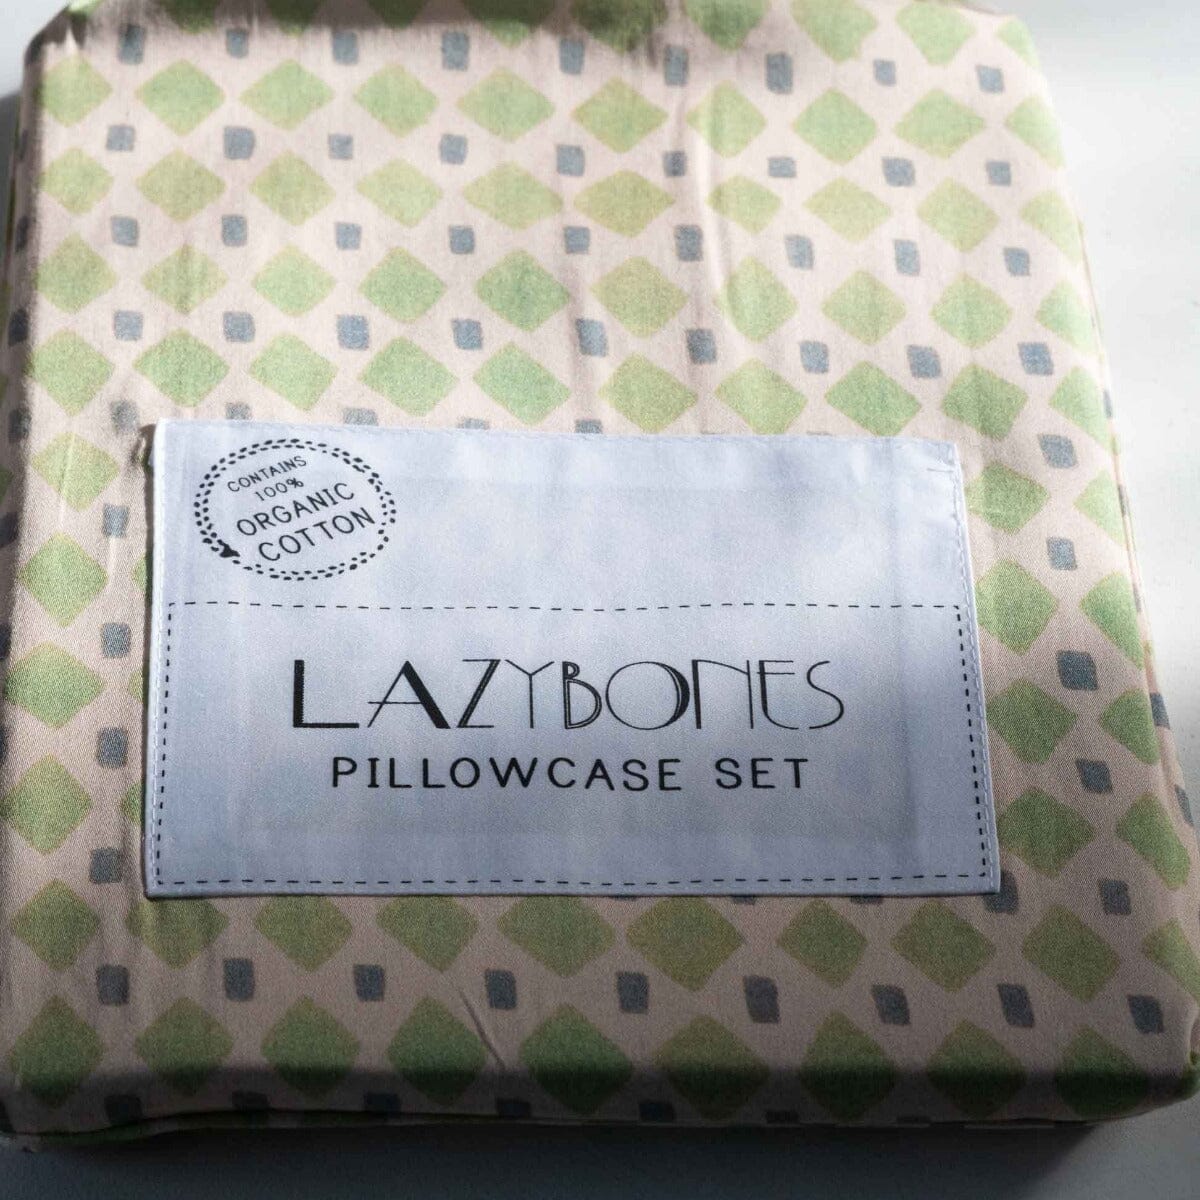 CONTAINS
100%
ORGANIC
COTTON
LAZYBONES
PILLOWCASE SET